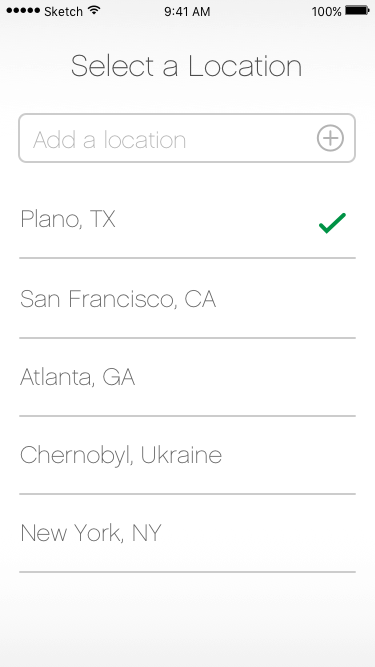 Sketch 9:41 AM 100%
Select a Location
Add a location
Plano, TX
San Francisco, CA
Atlanta, GA
Chernobyl, Ukraine
New York, NY